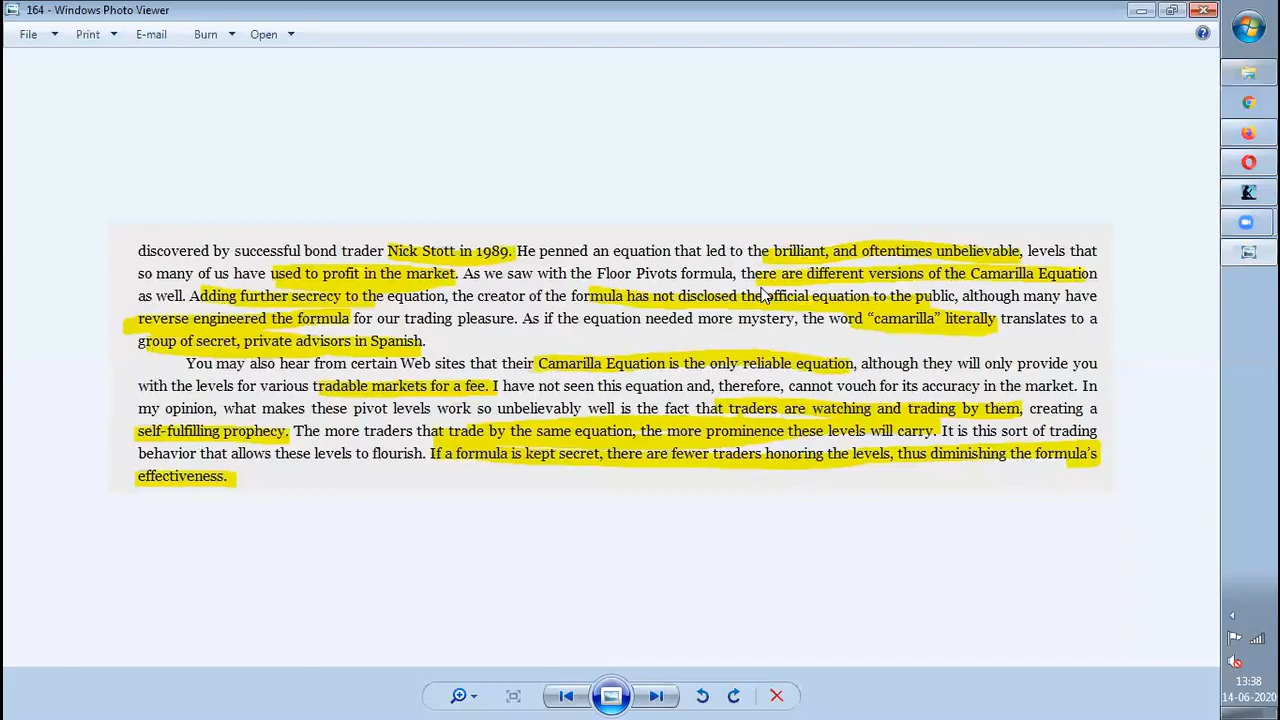 164 - Windows Photo Viewer
File Print E-mail Burn Open
discovered by successful bond trader Nick Stott in 1989. He penned an equation that led to the brilliant, and oftentimes unbelievable, levels that
so many of us have used to profit in the market. As we saw with the Floor Pivots formula, there are different versions of the Camarilla Equation
as well. Adding further secrecy to the equation, the creator of the formula has not disclosed the official equation to the public, although many have
reverse engineered the formula for our trading pleasure. As if the equation needed more mystery, the word “camarilla” literally translates to a
group of secret, private advisors in Spanish.
You may also hear from certain Web sites that their Camarilla Equation is the only reliable equation, although they will only provide you
with the levels for various tradable markets for a fee. I have not seen this equation and, therefore, cannot vouch for its accuracy in the market. In
my opinion, what makes these pivot levels work so unbelievably well is the fact that traders are watching and trading by them, creating a
self-fulfilling prophecy. The more traders that trade by the same equation, the more prominence these levels will carry. It is this sort of trading
behavior that allows these levels to flourish. If a formula is kept secret, there are fewer traders honoring the levels, thus diminishing the formula’s
effectiveness.
13:38
14-06-2020